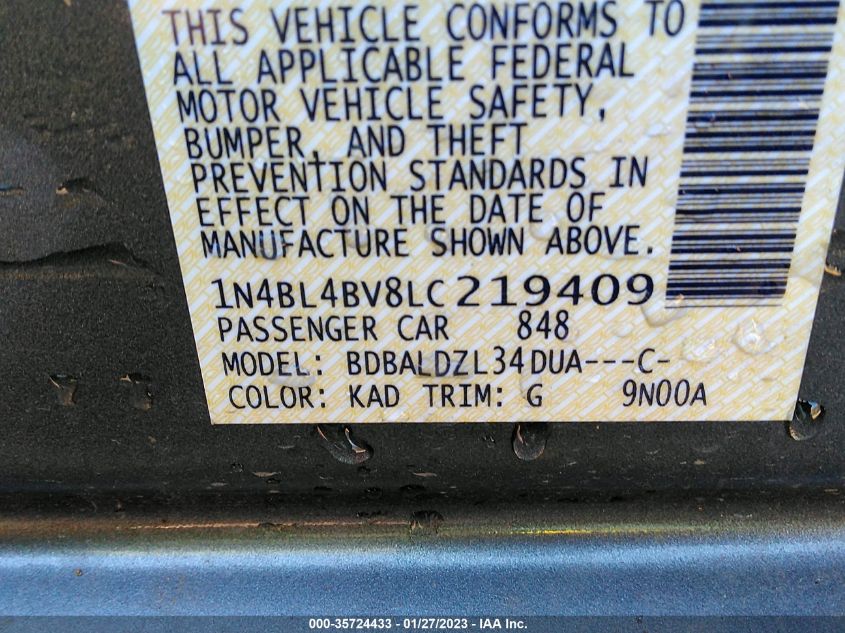 THIS VEHICLE CONFORMS TO
ALL APPLICABLE FEDERAL
MOTOR VEHICLE SAFETY,
BUMPER, AND THEFT
PREVENTION STANDARDS IN
EFFECT ON THE DATE OF
MANUFACTURE SHOWN ABOVE.
1N4BL4BV8LC219409
PASSENGER CAR 848
MODEL: BDBALDZL34DUA---C-
COLOR: KAD TRIM: G 9N00A
000-35724433 - 01/27/2023 - IAA Inc.